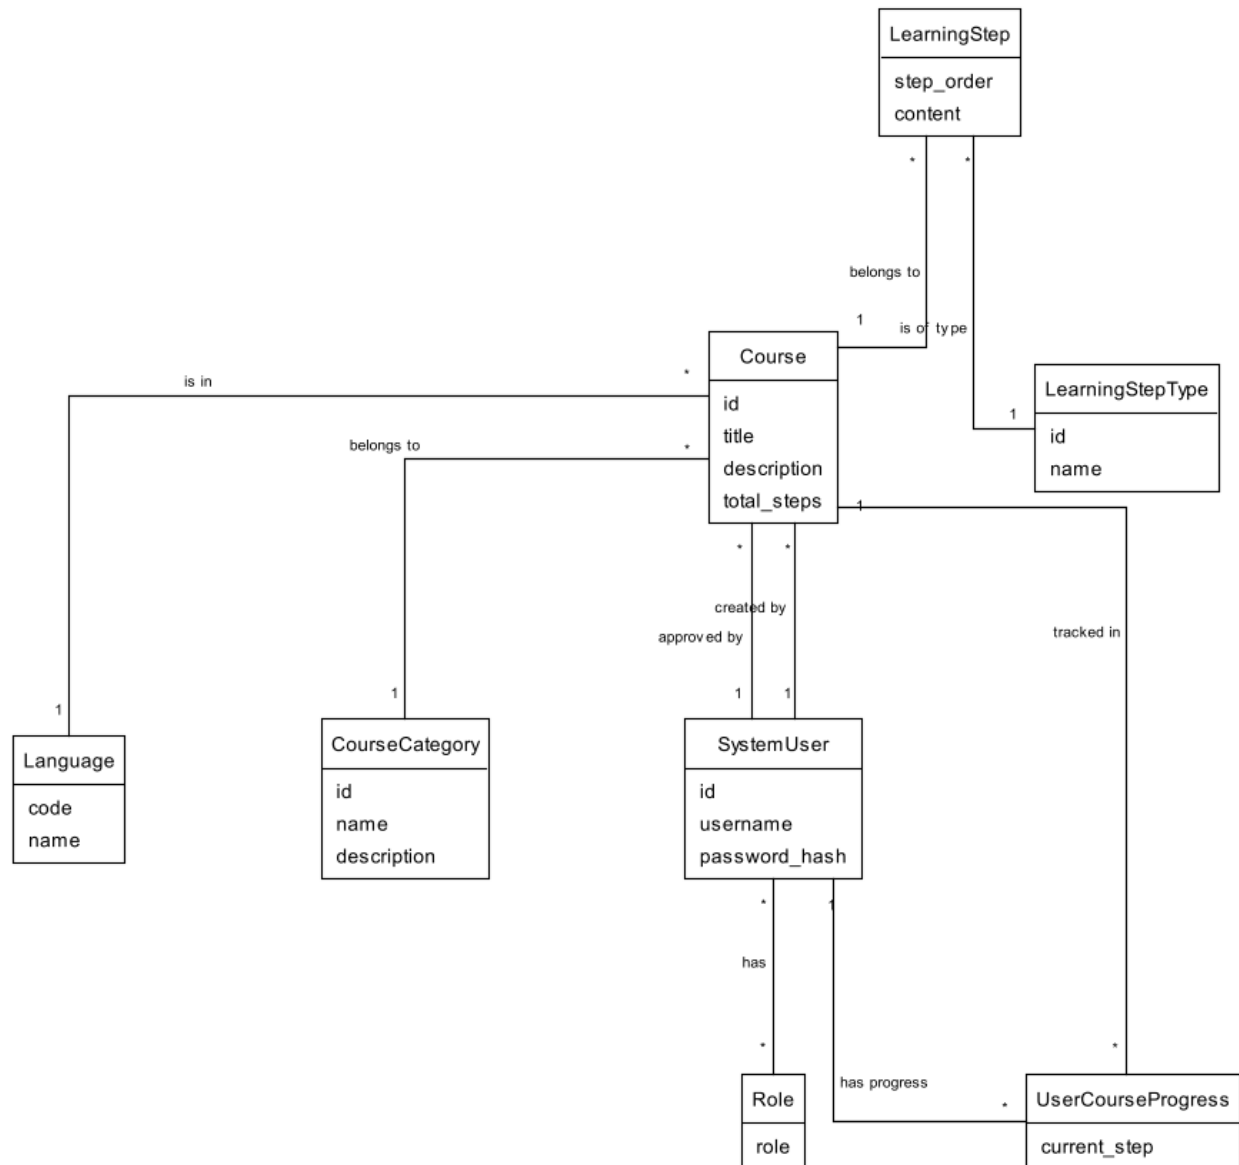 LearningStep
step_order
content
*
*
belongs to
1
is of type
Course
id
title
description
total_steps
is in
*
belongs to
*
LearningStepType
id
name
1
1
*
*
created by
approved by
tracked in
1
1
1
1
Language
code
name
CourseCategory
id
name
description
SystemUser
id
username
password_hash
*
1
has
*
*
has progress
*
Role
role
UserCourseProgress
current_step